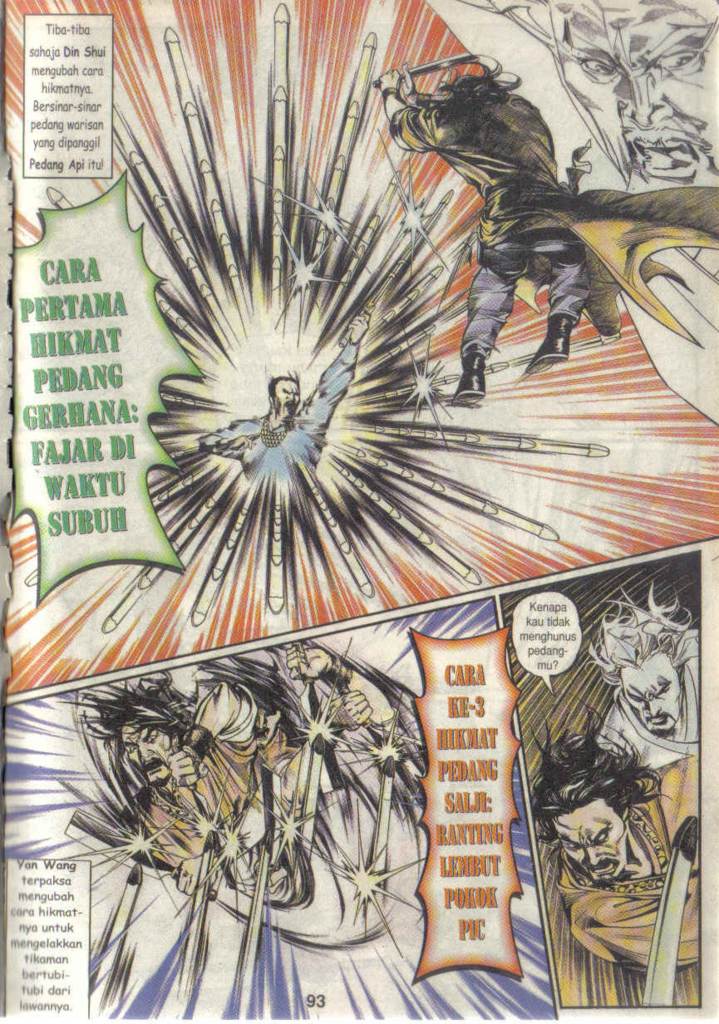 Tiba-tiba
sahaja Din Shui
mengubah cara
hikmatnya.
Bersinar-sinar
pedang warisan
yang dipanggil
Pedang Api itu!
CARA
PERTAMA
HIKMAT
PEDANG
GERHANA:
FAJAR DI
WAKTU
SUBUH
Kenapa
kau tidak
menghunus
pedang-
mu?
CARA
KE-3
HIKMAT
PEDANG
SALJI:
RANTING
LEMBUT
POKOK
PIC
Yan Wang
terpaksa
mengubah
cara hikmat-
nya untuk
mengelakkan
tikaman
bertubi-
tubi dari
lawannya.
93